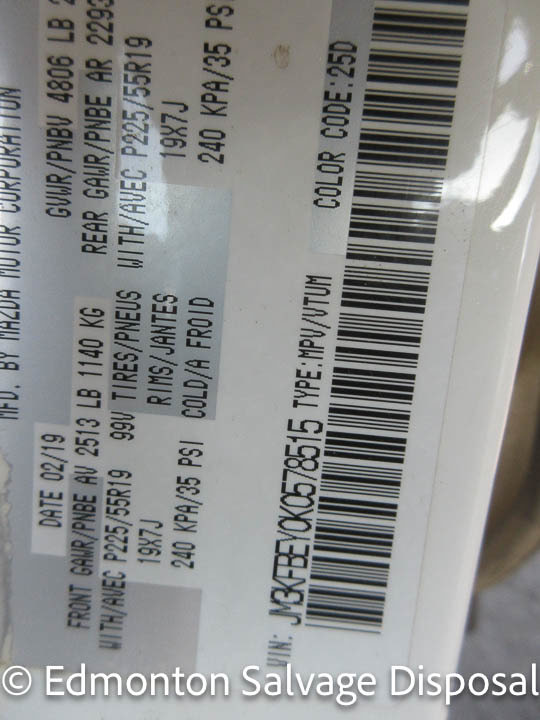 MFD. BY MAZDA MOTOR CORPORATION
DATE 02/19 GVWR/PNBV 4806 LB
FRONT GAWR/PNBE AV 2513 LB 1140 KG REAR GAWR/PNBE AR 2293
WITH/AVEC P225/55R19 99V TIRES/PNEUS WITH/AVEC P225/55R19
19X7J RIMS/JANTES 19X7J
240 KPA/35 PSI COLD/A FROID 240 KPA/35 PSI
VIN: JM3KFBEY0K0578515 TYPE:MPV/VTUM COLOR CODE:25D
© Edmonton Salvage Disposal